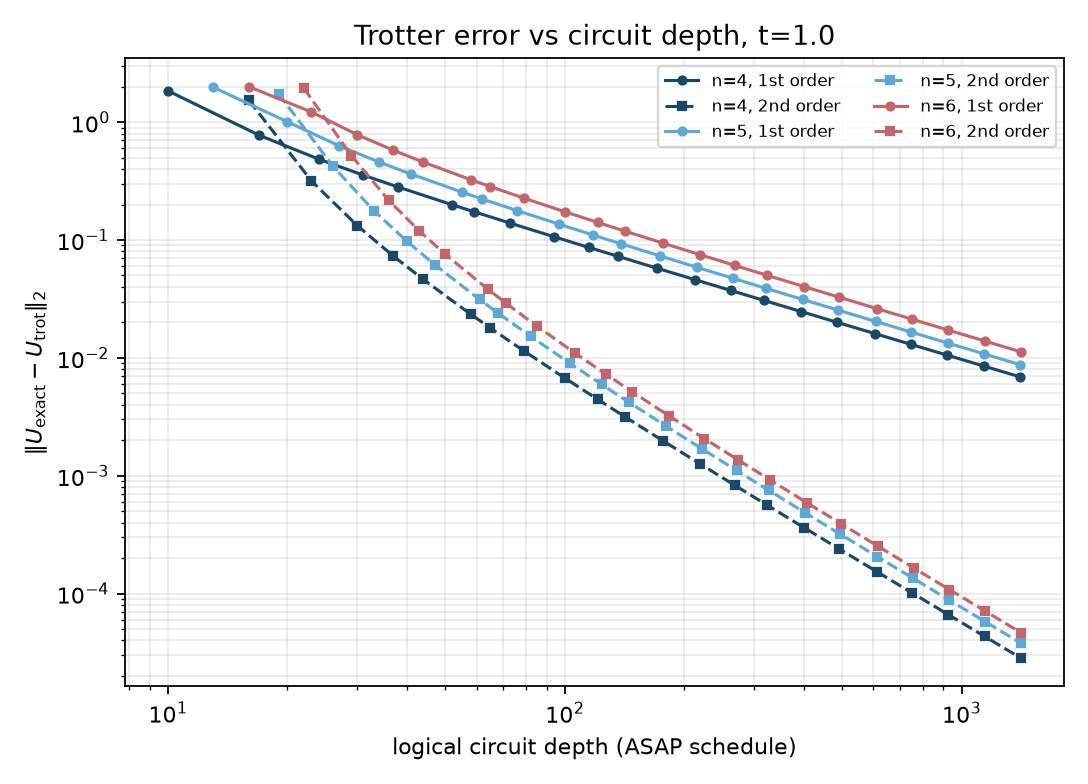 Trotter error vs circuit depth, t=1.0
n=4, 1st order
n=4, 2nd order
n=5, 1st order
n=5, 2nd order
n=6, 1st order
n=6, 2nd order
‖U_exact − U_trot‖₂
10⁰
10⁻¹
10⁻²
10⁻³
10⁻⁴
10¹
10²
10³
logical circuit depth (ASAP schedule)